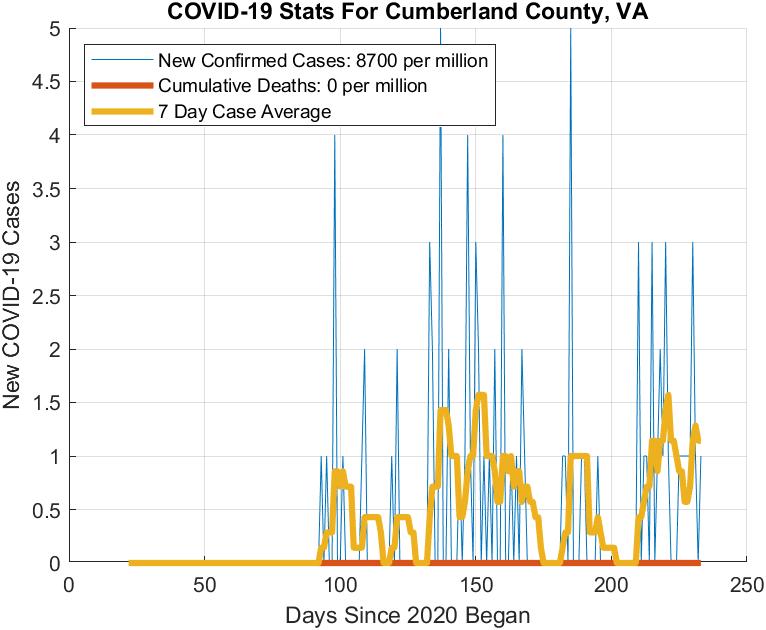 COVID-19 Stats For Cumberland County, VA
New Confirmed Cases: 8700 per million
Cumulative Deaths: 0 per million
7 Day Case Average
5
4.5
4
3.5
3
2.5
2
1.5
1
0.5
0
New COVID-19 Cases
0 50 100 150 200 250
Days Since 2020 Began